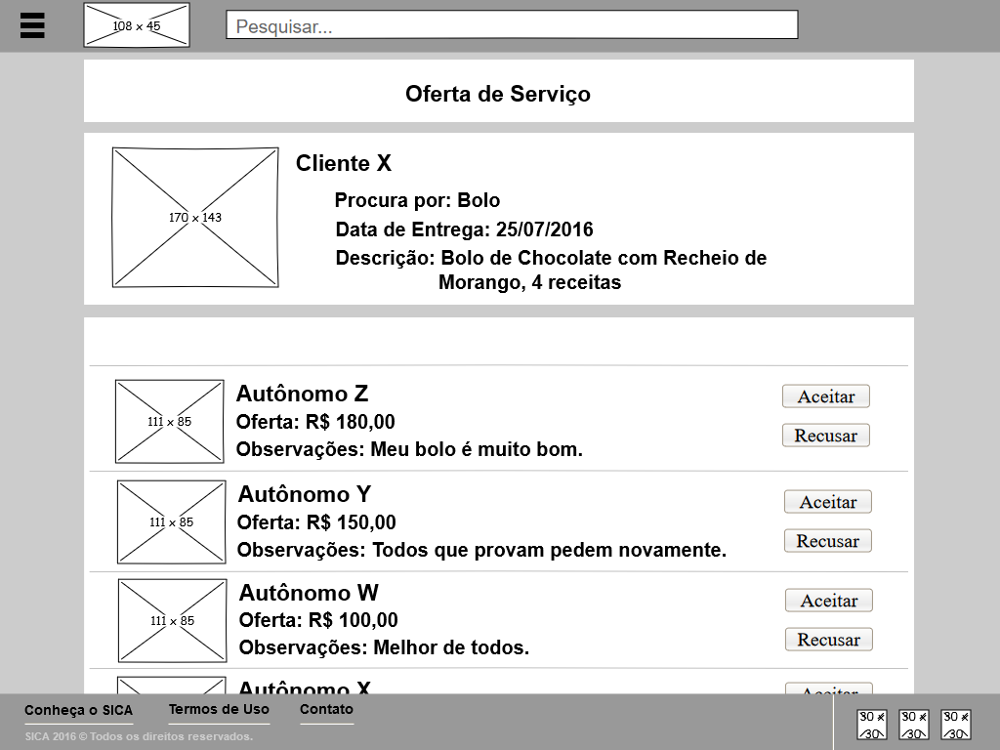 108 x 45
Pesquisar...
Oferta de Serviço
170 x 143
Cliente X
Procura por: Bolo
Data de Entrega: 25/07/2016
Descrição: Bolo de Chocolate com Recheio de
Morango, 4 receitas
111 x 85
Autônomo Z
Oferta: R$ 180,00
Observações: Meu bolo é muito bom.
Aceitar
Recusar
111 x 85
Autônomo Y
Oferta: R$ 150,00
Observações: Todos que provam pedem novamente.
Aceitar
Recusar
111 x 85
Autônomo W
Oferta: R$ 100,00
Observações: Melhor de todos.
Aceitar
Recusar
Autônomo X
Aceitar
Conheça o SICA
Termos de Uso
Contato
SICA 2016 © Todos os direitos reservados.
30 x
30
30 x
30
30 x
30